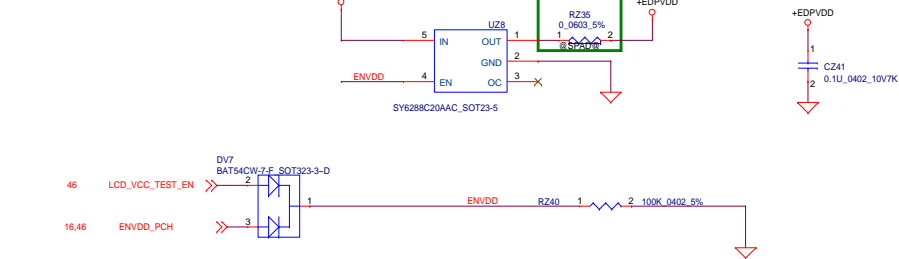 +EDPVDD
RZ35
0_0603_5%
1 2
@SPAD@
UZ8
5 IN OUT 1
GND 2
ENVDD 4 EN OC 3
SY6288C20AAC_SOT23-5
+EDPVDD
1
CZ41
0.1U_0402_10V7K
2
DV7
BAT54CW-7-F_SOT323-3~D
46 LCD_VCC_TEST_EN 2
1 ENVDD RZ40 1 2 100K_0402_5%
16,46 ENVDD_PCH 3